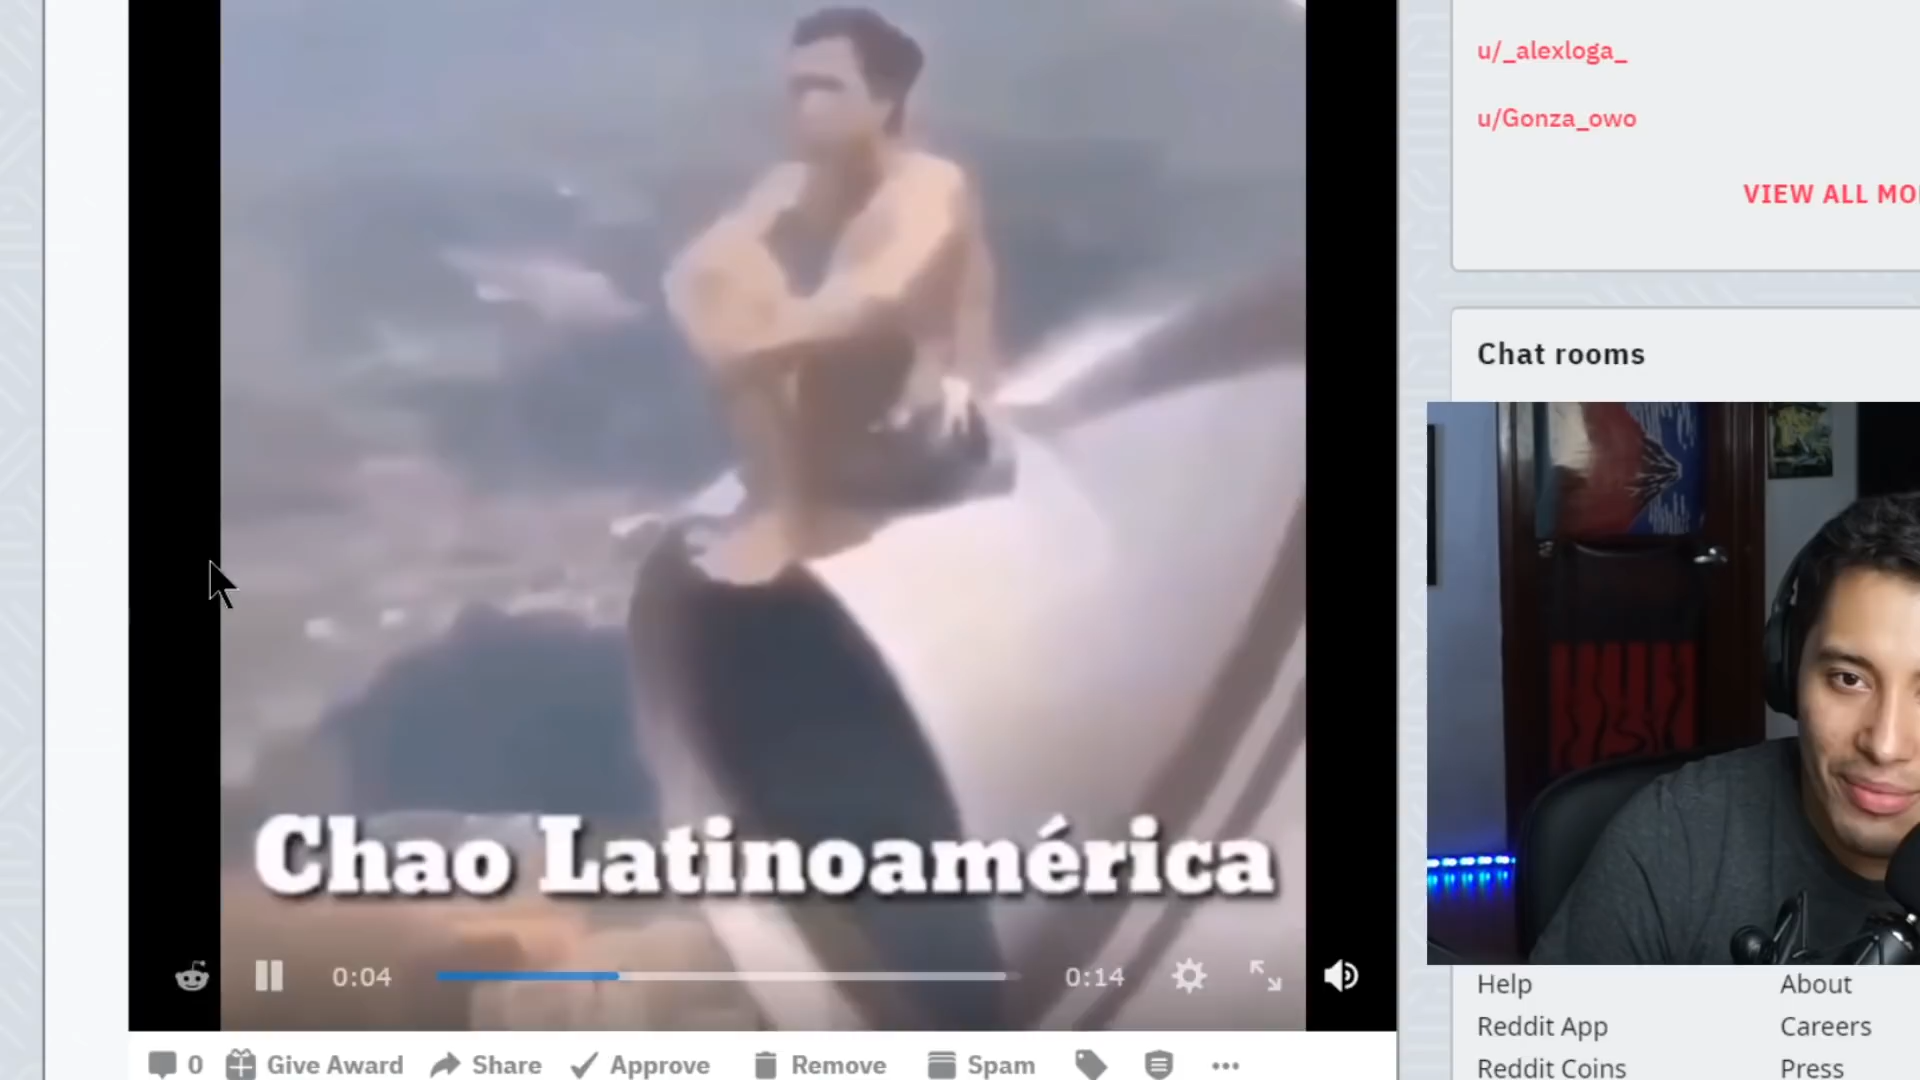 u/_alexloga_
u/Gonza_owo
VIEW ALL MO
Chat rooms
Chao Latinoamérica
0:04
0:14
0
Give Award
Share
Approve
Remove
Spam
Help
About
Reddit App
Careers
Reddit Coins
Press